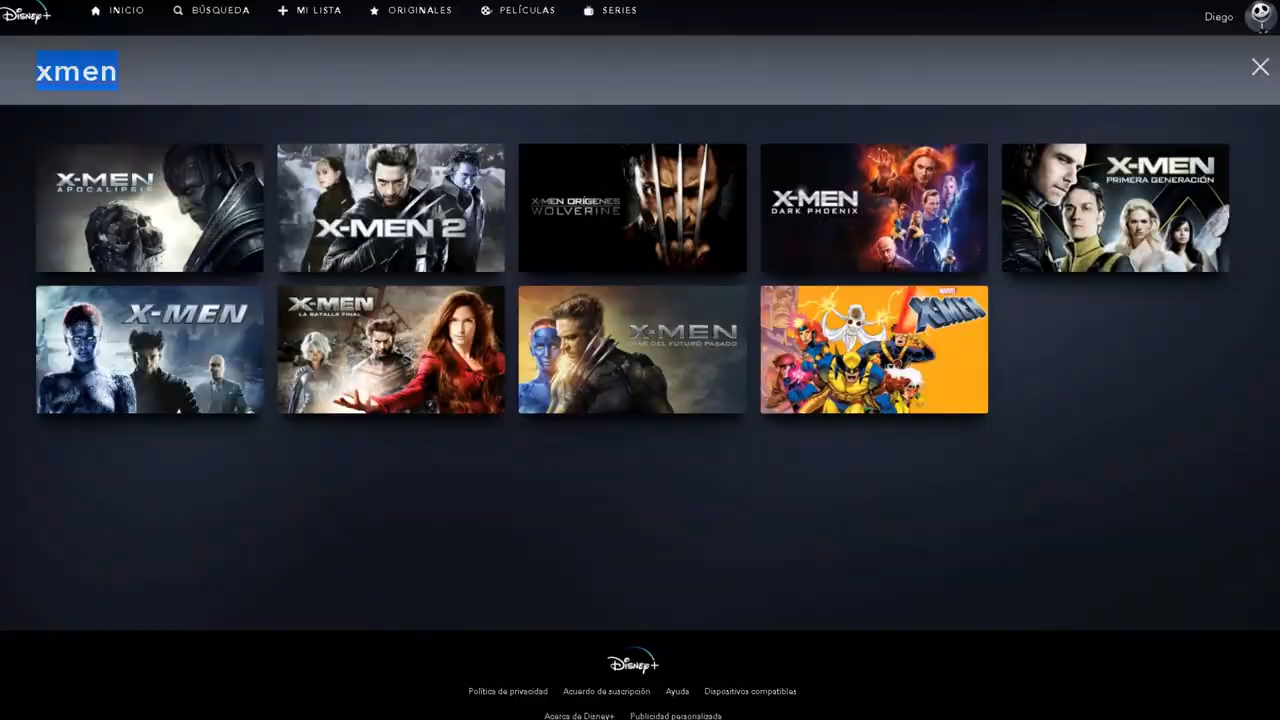 Disney+
INICIO
BÚSQUEDA
MI LISTA
ORIGINALES
PELÍCULAS
SERIES
Diego
xmen
X-MEN
APOCALIPSIS
X-MEN 2
X-MEN ORÍGENES
WOLVERINE
X-MEN
DARK PHOENIX
X-MEN
PRIMERA GENERACIÓN
X-MEN
X-MEN
LA BATALLA FINAL
X-MEN
DÍAS DEL FUTURO PASADO
MARVEL
X-MEN
Disney+
Política de privacidad
Acuerdo de suscripción
Ayuda
Dispositivos compatibles
Acerca de Disney+
Publicidad personalizada